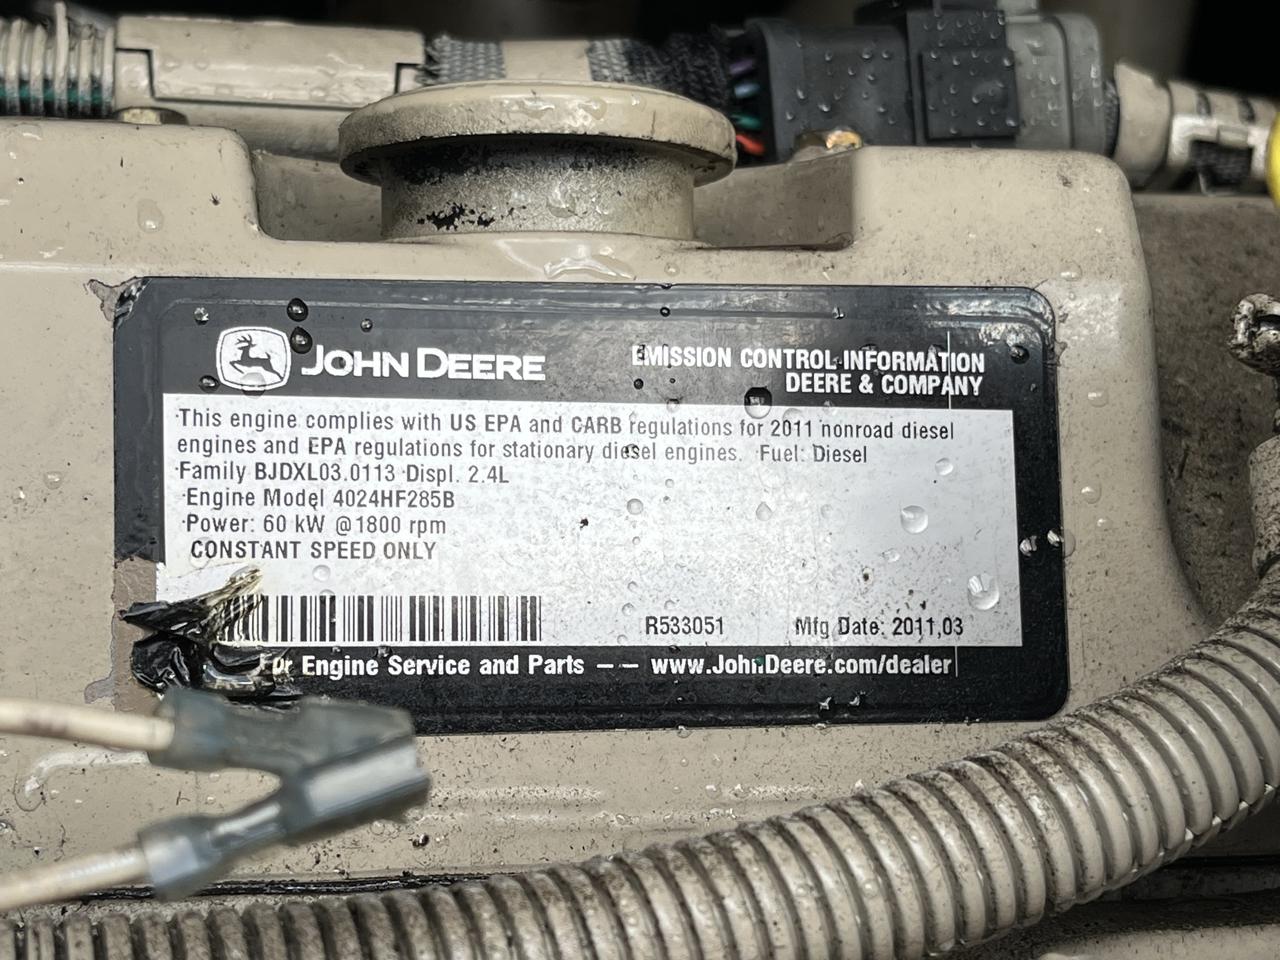 JOHN DEERE
EMISSION CONTROL INFORMATION
DEERE & COMPANY
This engine complies with US EPA and CARB regulations for 2011 nonroad diesel
engines and EPA regulations for stationary diesel engines. Fuel: Diesel
Family BJDXL03.0113 Displ. 2.4L
Engine Model 4024HF285B
Power: 60 kW @1800 rpm
CONSTANT SPEED ONLY
R533051 Mfg Date: 2011,03
For Engine Service and Parts –– www.JohnDeere.com/dealer